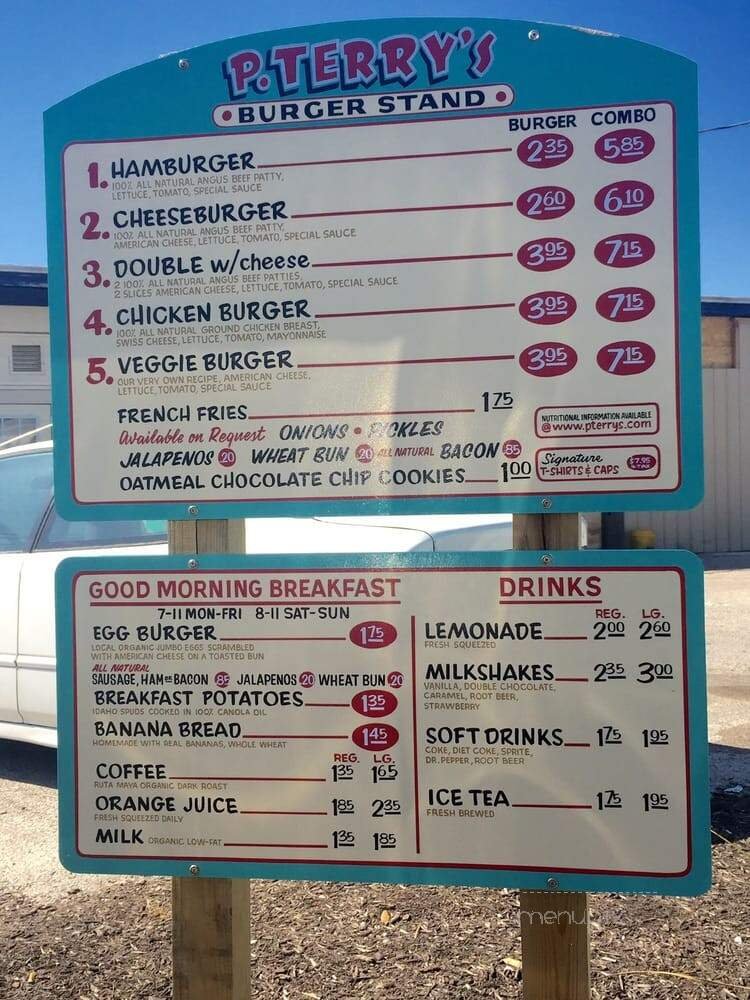 P. TERRY'S
• BURGER STAND •
BURGER COMBO
1. HAMBURGER 2.35 5.85
100% ALL NATURAL ANGUS BEEF PATTY,
LETTUCE, TOMATO, SPECIAL SAUCE
2. CHEESEBURGER 2.60 6.10
100% ALL NATURAL ANGUS BEEF PATTY,
AMERICAN CHEESE, LETTUCE, TOMATO, SPECIAL SAUCE
3. DOUBLE w/cheese 3.95 7.15
2 100% ALL NATURAL ANGUS BEEF PATTIES,
2 SLICES AMERICAN CHEESE, LETTUCE, TOMATO, SPECIAL SAUCE
4. CHICKEN BURGER 3.95 7.15
100% ALL NATURAL GROUND CHICKEN BREAST,
SWISS CHEESE, LETTUCE, TOMATO, MAYONNAISE
5. VEGGIE BURGER 3.95 7.15
OUR VERY OWN RECIPE, AMERICAN CHEESE,
LETTUCE, TOMATO, SPECIAL SAUCE
FRENCH FRIES 1.75
Available on Request ONIONS • PICKLES
JALAPENOS .20 WHEAT BUN .20 ALL NATURAL BACON .85
OATMEAL CHOCOLATE CHIP COOKIES 1.00
NUTRITIONAL INFORMATION AVAILABLE
@ www.pterrys.com
Signature
T-SHIRTS & CAPS $7.95 + TAX
GOOD MORNING BREAKFAST
7-11 MON-FRI 8-11 SAT-SUN
EGG BURGER 1.75
LOCAL ORGANIC JUMBO EGGS SCRAMBLED
WITH AMERICAN CHEESE ON A TOASTED BUN
ALL NATURAL
SAUSAGE, HAM OR BACON .85 JALAPENOS .20 WHEAT BUN .20
BREAKFAST POTATOES 1.35
IDAHO SPUDS COOKED IN 100% CANOLA OIL
BANANA BREAD 1.45
HOMEMADE WITH REAL BANANAS, WHOLE WHEAT
REG. LG.
COFFEE 1.35 1.65
RUTA MAYA ORGANIC DARK ROAST
ORANGE JUICE 1.85 2.35
FRESH SQUEEZED DAILY
MILK ORGANIC LOW-FAT 1.35 1.85
DRINKS
REG. LG.
LEMONADE 2.00 2.60
FRESH SQUEEZED
MILKSHAKES 2.35 3.00
VANILLA, DOUBLE CHOCOLATE,
CARAMEL, ROOT BEER,
STRAWBERRY
SOFT DRINKS 1.75 1.95
COKE, DIET COKE, SPRITE,
DR. PEPPER, ROOT BEER
ICE TEA 1.75 1.95
FRESH BREWED